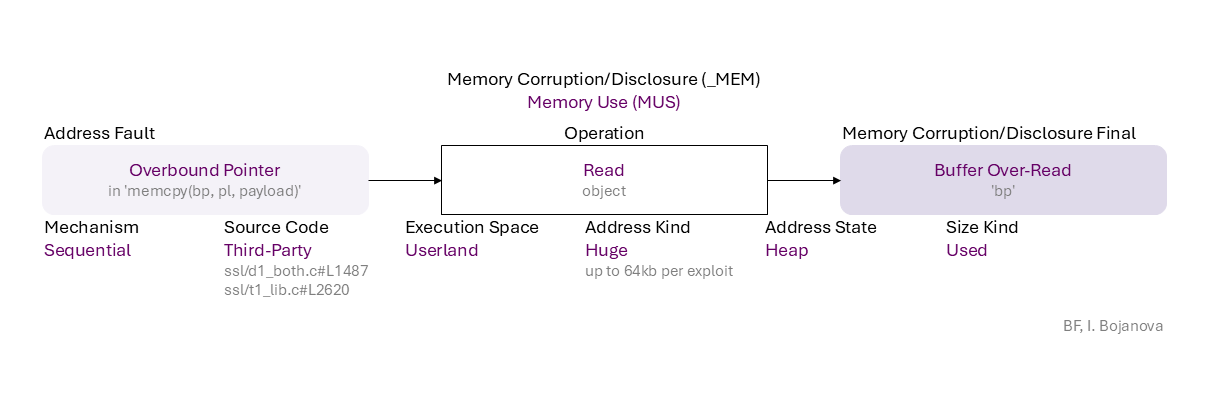 Memory Corruption/Disclosure (_MEM)
Memory Use (MUS)
Address Fault
Operation
Memory Corruption/Disclosure Final
Overbound Pointer
in 'memcpy(bp, pl, payload)'
Read
object
Buffer Over-Read
'bp'
Mechanism
Sequential
Source Code
Third-Party
ssl/d1_both.c#L1487
ssl/t1_lib.c#L2620
Execution Space
Userland
Address Kind
Huge
up to 64kb per exploit
Address State
Heap
Size Kind
Used
BF, I. Bojanova